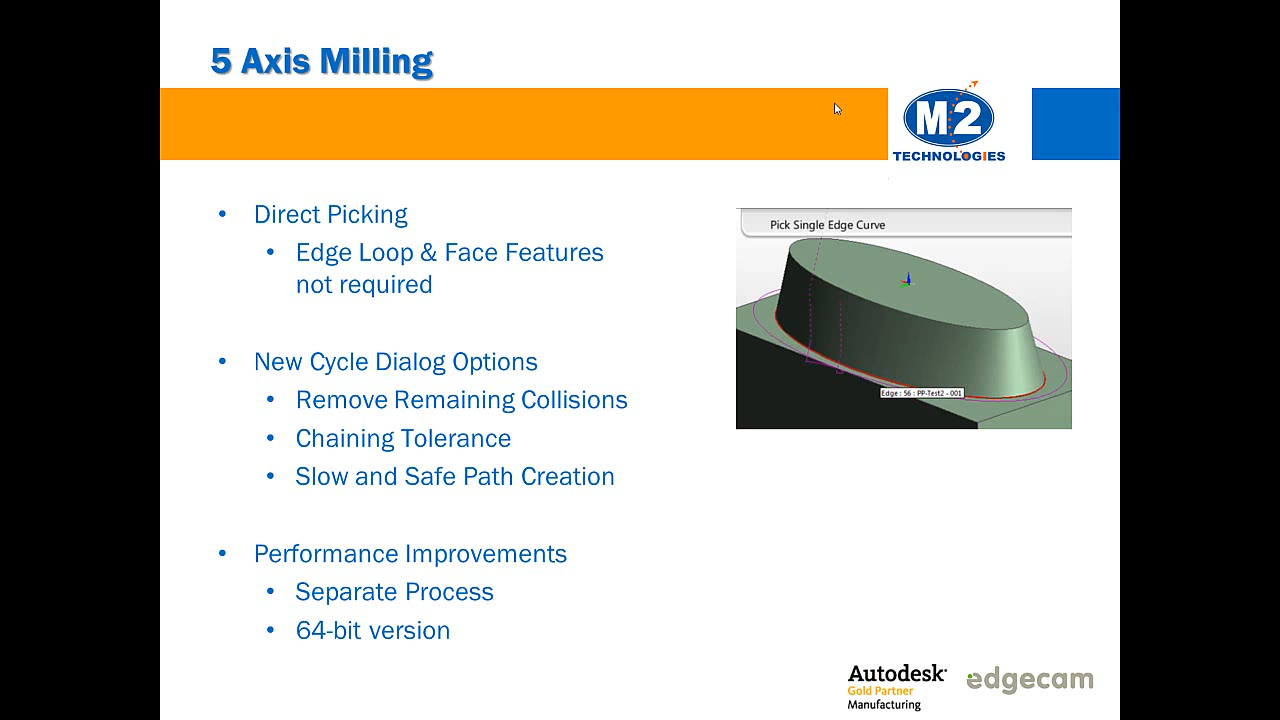 5 Axis Milling
M2
TECHNOLOGIES
• Direct Picking
• Edge Loop & Face Features
not required
Pick Single Edge Curve
Edge : 56 : PP-Test2 - 001
• New Cycle Dialog Options
• Remove Remaining Collisions
• Chaining Tolerance
• Slow and Safe Path Creation
• Performance Improvements
• Separate Process
• 64-bit version
Autodesk
Gold Partner
Manufacturing
edgecam